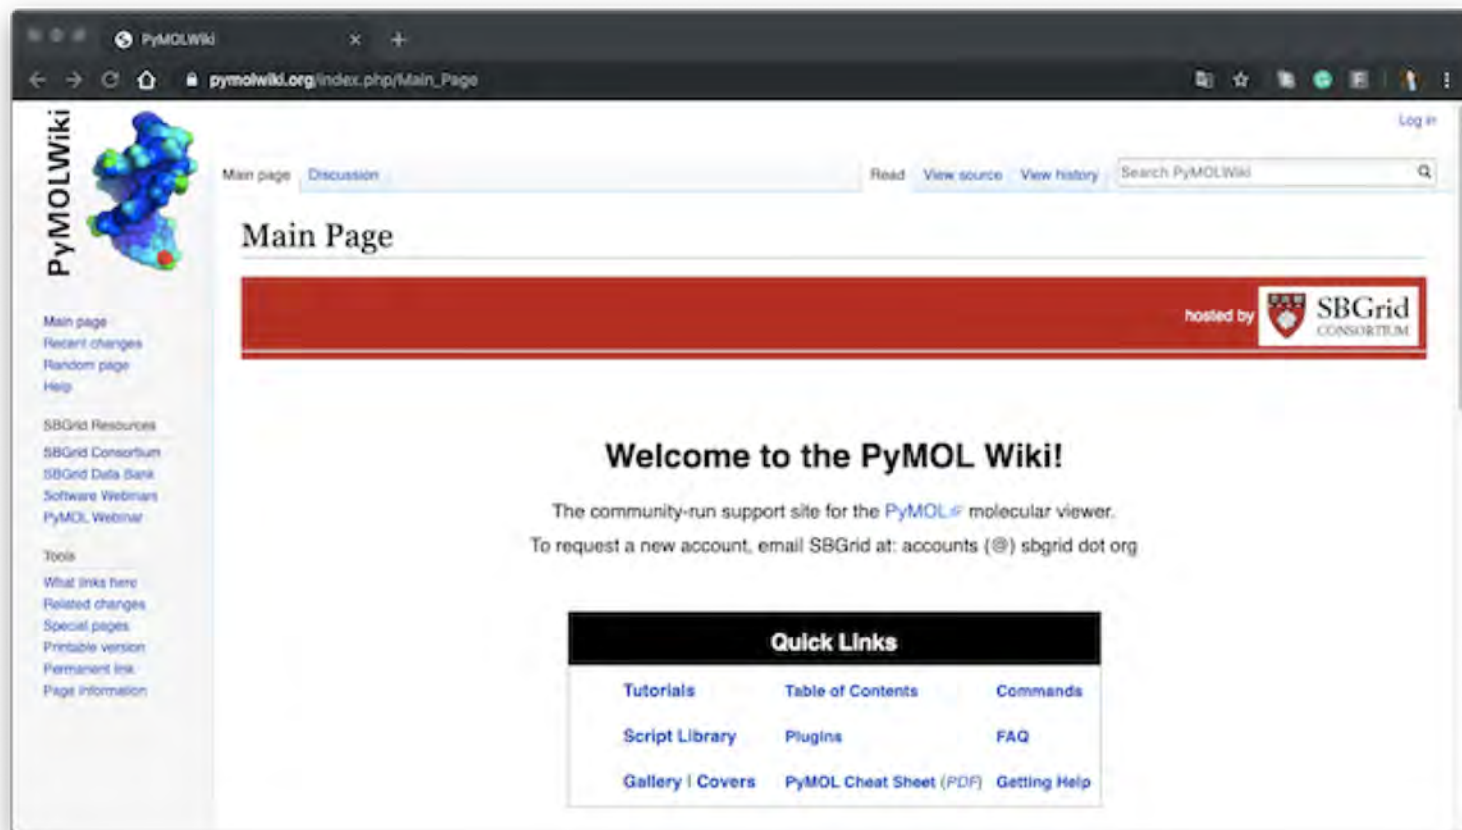 PyMOLWiki
pymolwiki.org/index.php/Main_Page
PyMOLWiki
Log in
Main page Discussion Read View source View history Search PyMOLWiki
Main Page
hosted by SBGrid
CONSORTIUM
Main page
Recent changes
Random page
Help
SBGrid Resources
SBGrid Consortium
SBGrid Data Bank
Software Webinars
PyMOL Webinar
Tools
What links here
Related changes
Special pages
Printable version
Permanent link
Page information
Welcome to the PyMOL Wiki!
The community-run support site for the PyMOL molecular viewer.
To request a new account, email SBGrid at: accounts (@) sbgrid dot org
Quick Links
Tutorials Table of Contents Commands
Script Library Plugins FAQ
Gallery | Covers PyMOL Cheat Sheet (PDF) Getting Help